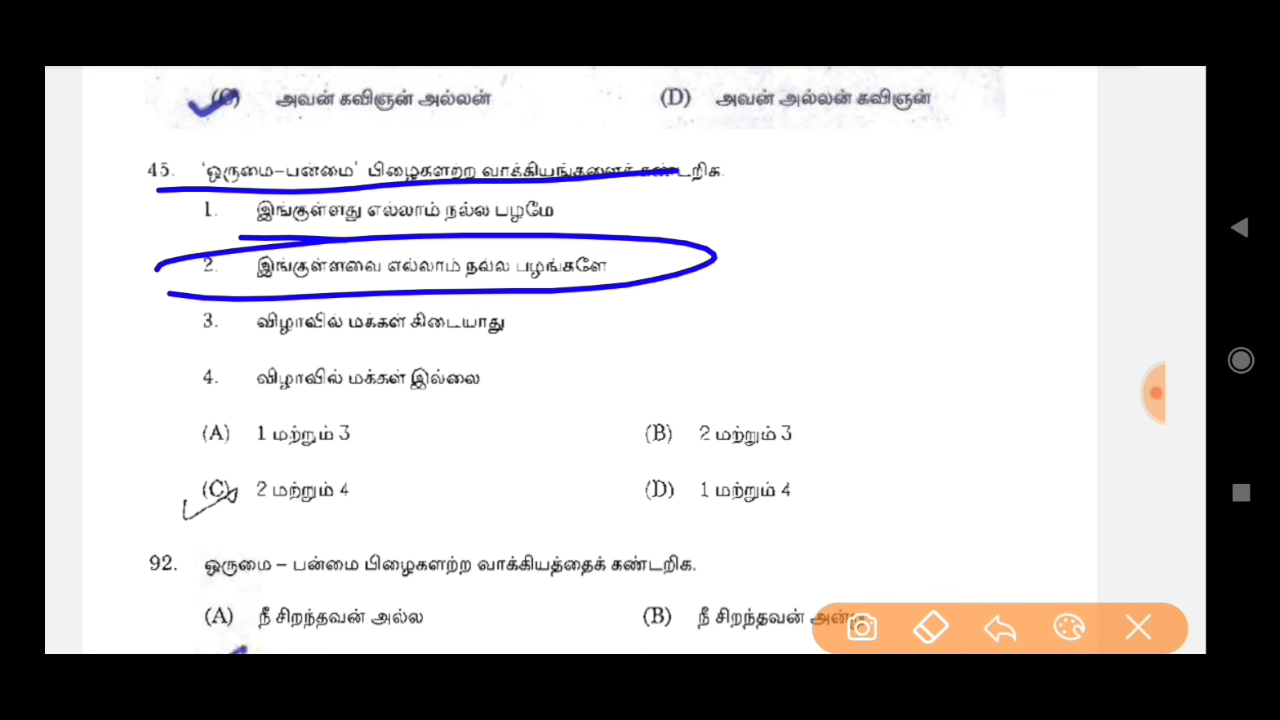 (C) அவன் கவிஞன் அல்லன் (D) அவன் அல்லன் கவிஞன்
45. 'ஒருமை–பன்மை' பிழைகளற்ற வாக்கியங்களைக் கண்டறிக.
1. இங்குள்ளது எல்லாம் நல்ல பழமே
2. இங்குள்ளவை எல்லாம் நல்ல பழங்களே
3. விழாவில் மக்கள் கிடையாது
4. விழாவில் மக்கள் இல்லை
(A) 1 மற்றும் 3 (B) 2 மற்றும் 3
(C) 2 மற்றும் 4 (D) 1 மற்றும் 4
92. ஒருமை – பன்மை பிழைகளற்ற வாக்கியத்தைக் கண்டறிக.
(A) நீ சிறந்தவன் அல்ல (B) நீ சிறந்தவன்